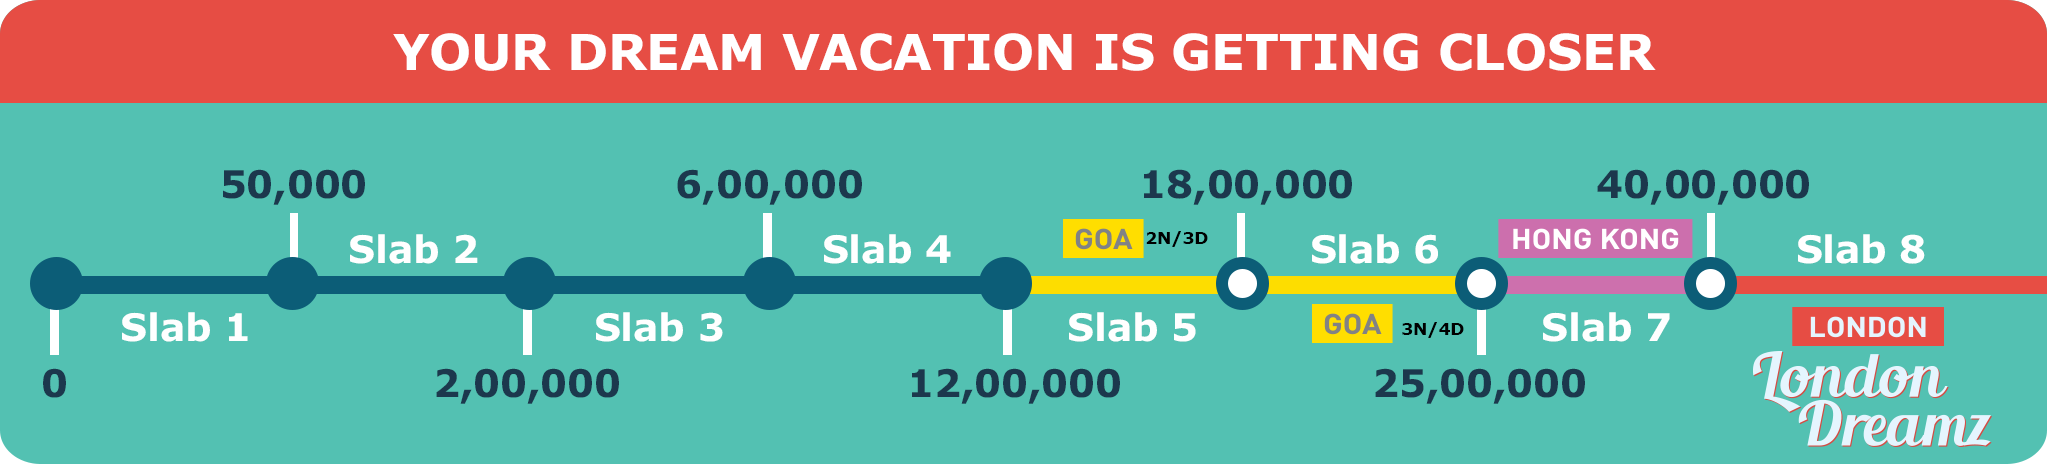 YOUR DREAM VACATION IS GETTING CLOSER
50,000
6,00,000
18,00,000
40,00,000
Slab 2
Slab 4
GOA 2N/3D
Slab 6
HONG KONG
Slab 8
Slab 1
Slab 3
Slab 5
GOA 3N/4D
Slab 7
LONDON
0
2,00,000
12,00,000
25,00,000
London
Dreamz